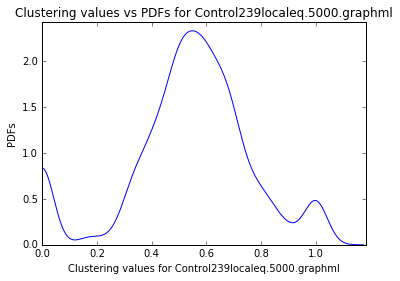 Clustering values vs PDFs for Control239localeq.5000.graphml
2.0
1.5
1.0
0.5
0.0
PDFs
0.0 0.2 0.4 0.6 0.8 1.0
Clustering values for Control239localeq.5000.graphml